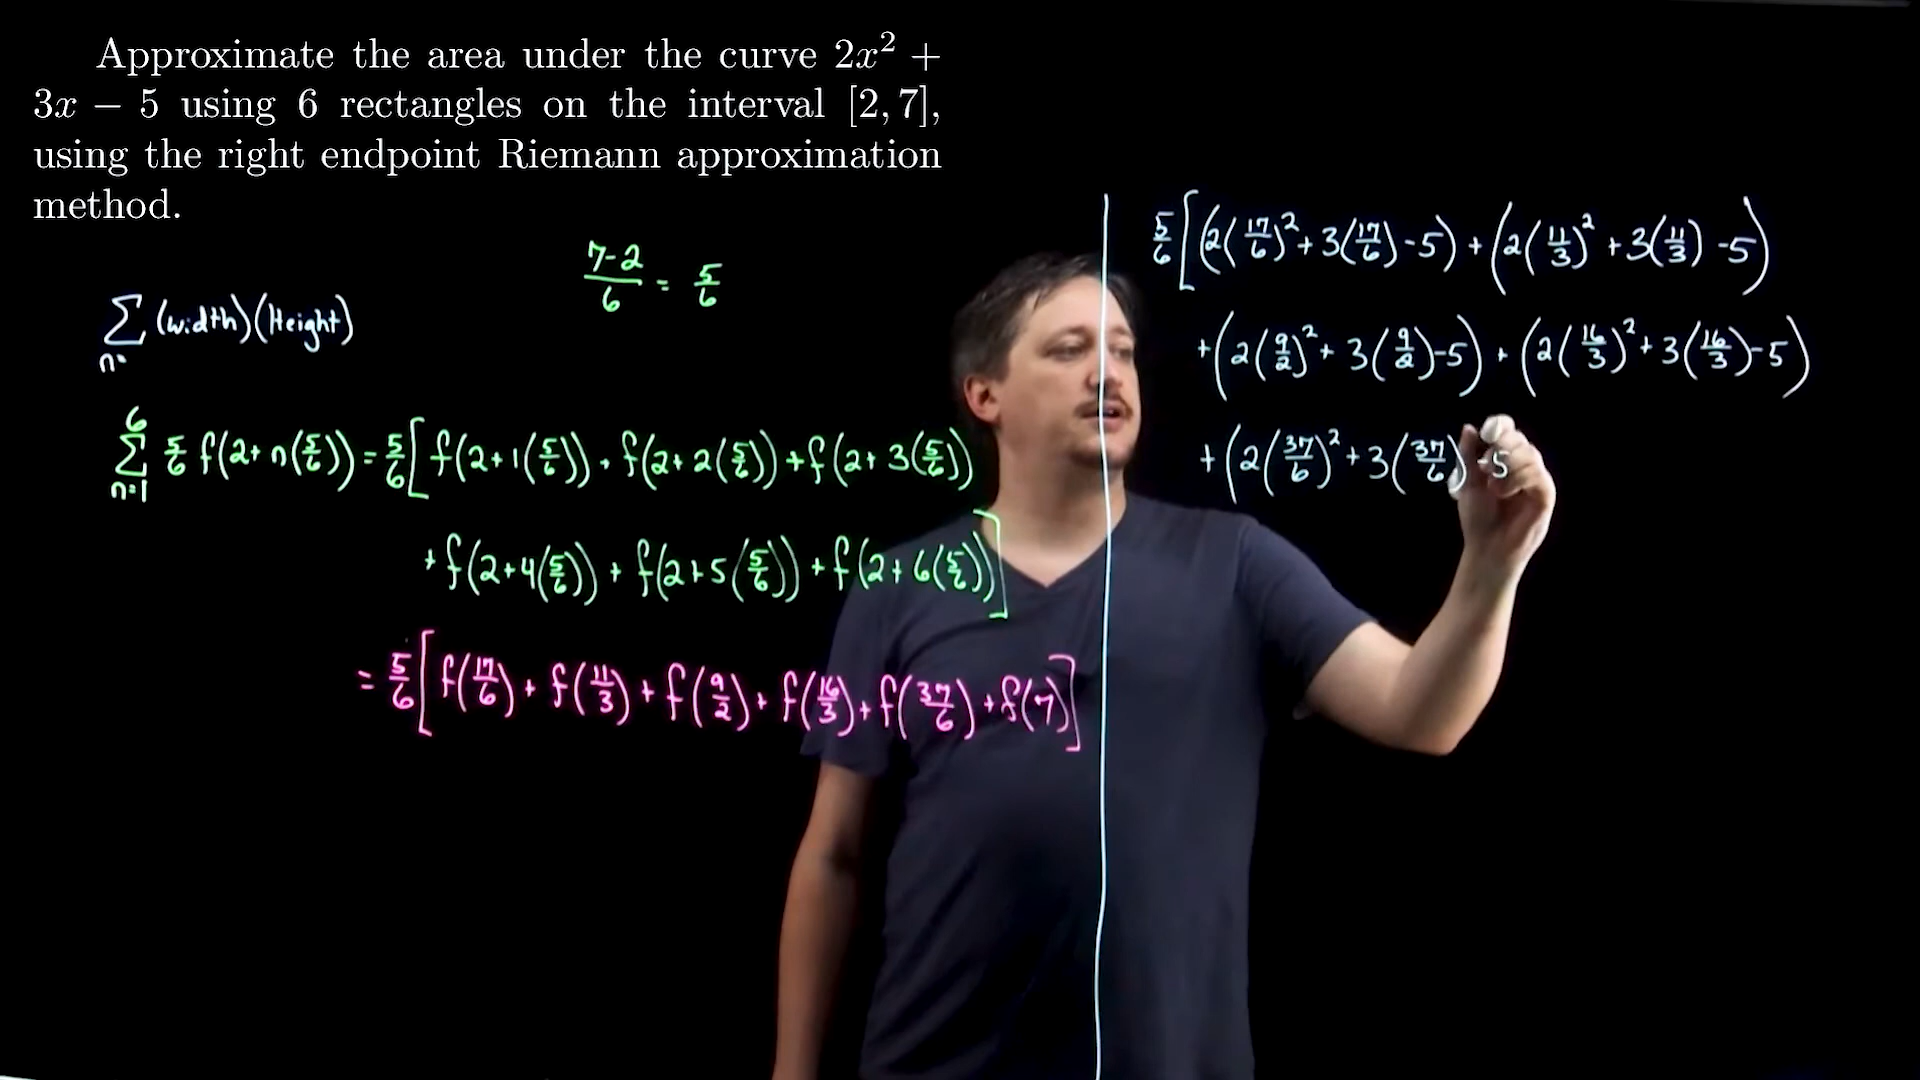 Approximate the area under the curve 2x² +
3x − 5 using 6 rectangles on the interval [2, 7],
using the right endpoint Riemann approximation
method.
(7-2)/6 = 5/6
Σ_{n=} (width)(Height)
Σ_{n=1}^{6} 5/6 f(2+n(5/6)) = 5/6[f(2+1(5/6)) + f(2+2(5/6)) + f(2+3(5/6))
+ f(2+4(5/6)) + f(2+5(5/6)) + f(2+6(5/6))]
= 5/6[f(17/6) + f(11/3) + f(9/2) + f(16/3) + f(37/6) + f(7)]
5/6[(2(17/6)² + 3(17/6) - 5) + (2(11/3)² + 3(11/3) - 5)
+ (2(9/2)² + 3(9/2) - 5) + (2(16/3)² + 3(16/3) - 5)
+ (2(37/6)² + 3(37/6) - 5